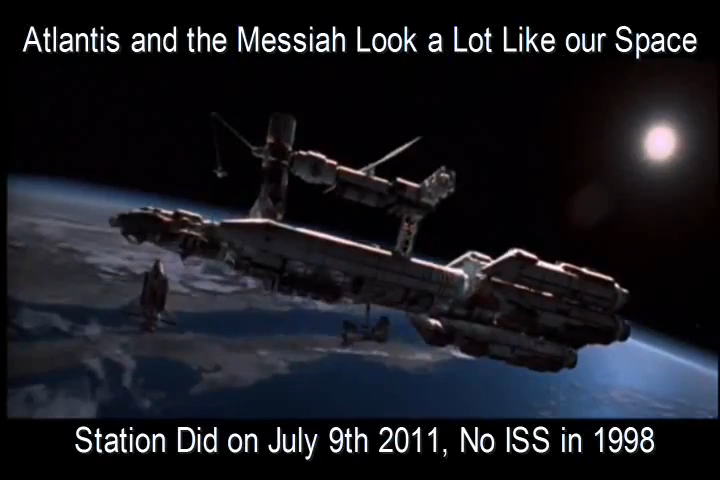 Atlantis and the Messiah Look a Lot Like our Space
Station Did on July 9th 2011, No ISS in 1998